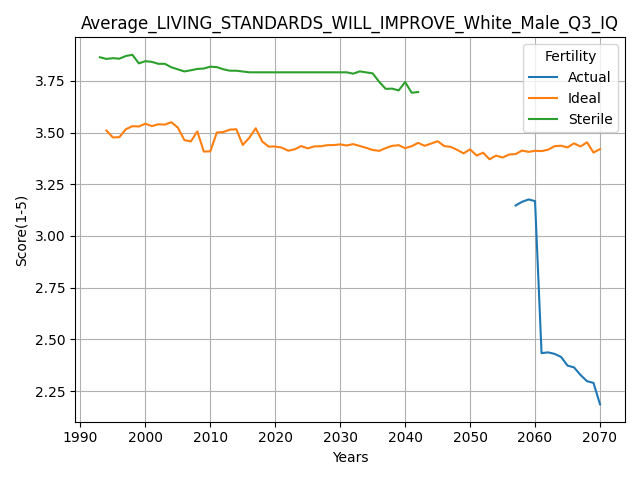 Average_LIVING_STANDARDS_WILL_IMPROVE_White_Male_Q3_IQ
Fertility
Actual
Ideal
Sterile
Score(1-5)
3.75
3.50
3.25
3.00
2.75
2.50
2.25
1990 2000 2010 2020 2030 2040 2050 2060 2070
Years